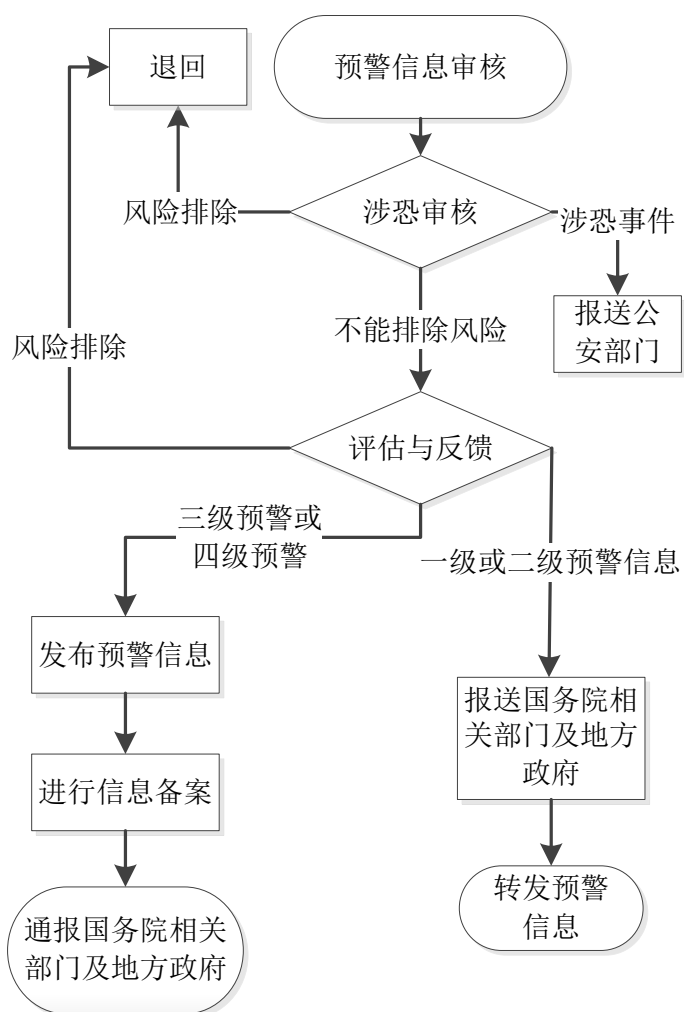 退回
预警信息审核
风险排除
涉恐审核
涉恐事件
不能排除风险
报送公
安部门
风险排除
评估与反馈
三级预警或
四级预警
一级或二级预警信息
发布预警信息
报送国务院相
关部门及地方
政府
进行信息备案
转发预警
信息
通报国务院相关
部门及地方政府